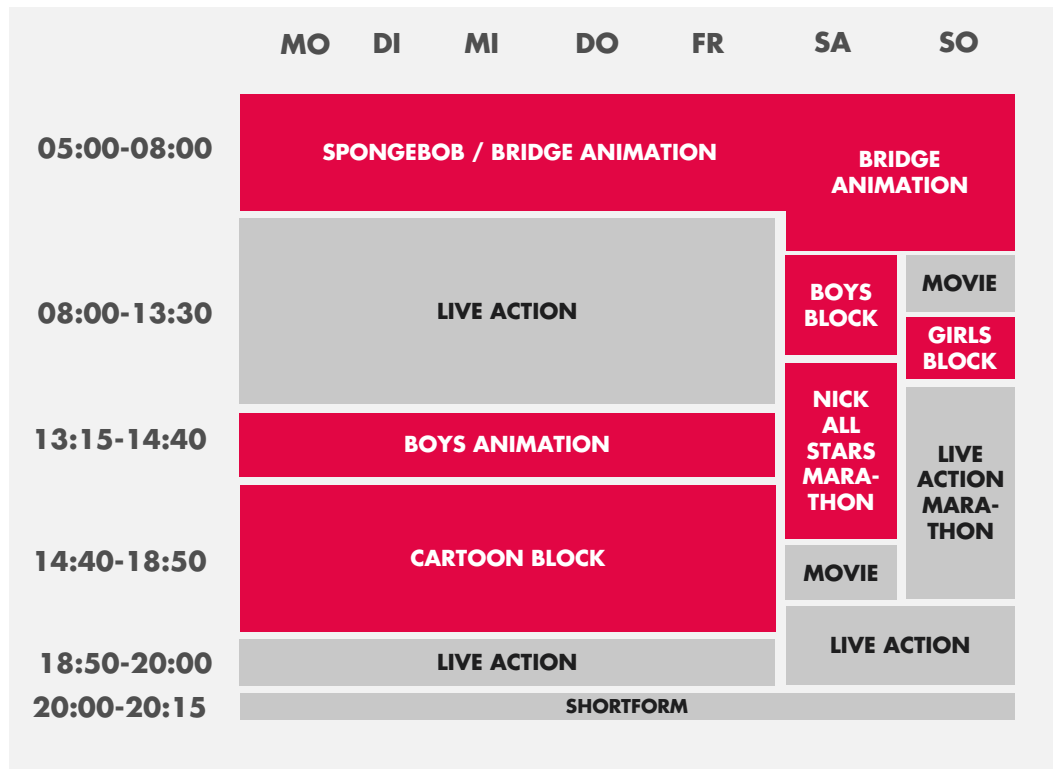 MO DI MI DO FR SA SO
05:00-08:00
SPONGEBOB / BRIDGE ANIMATION
BRIDGE
ANIMATION
08:00-13:30
LIVE ACTION
BOYS
BLOCK
MOVIE
GIRLS
BLOCK
13:15-14:40
BOYS ANIMATION
NICK
ALL
STARS
MARA-
THON
LIVE
ACTION
MARA-
THON
14:40-18:50
CARTOON BLOCK
MOVIE
18:50-20:00
LIVE ACTION
LIVE ACTION
20:00-20:15
SHORTFORM